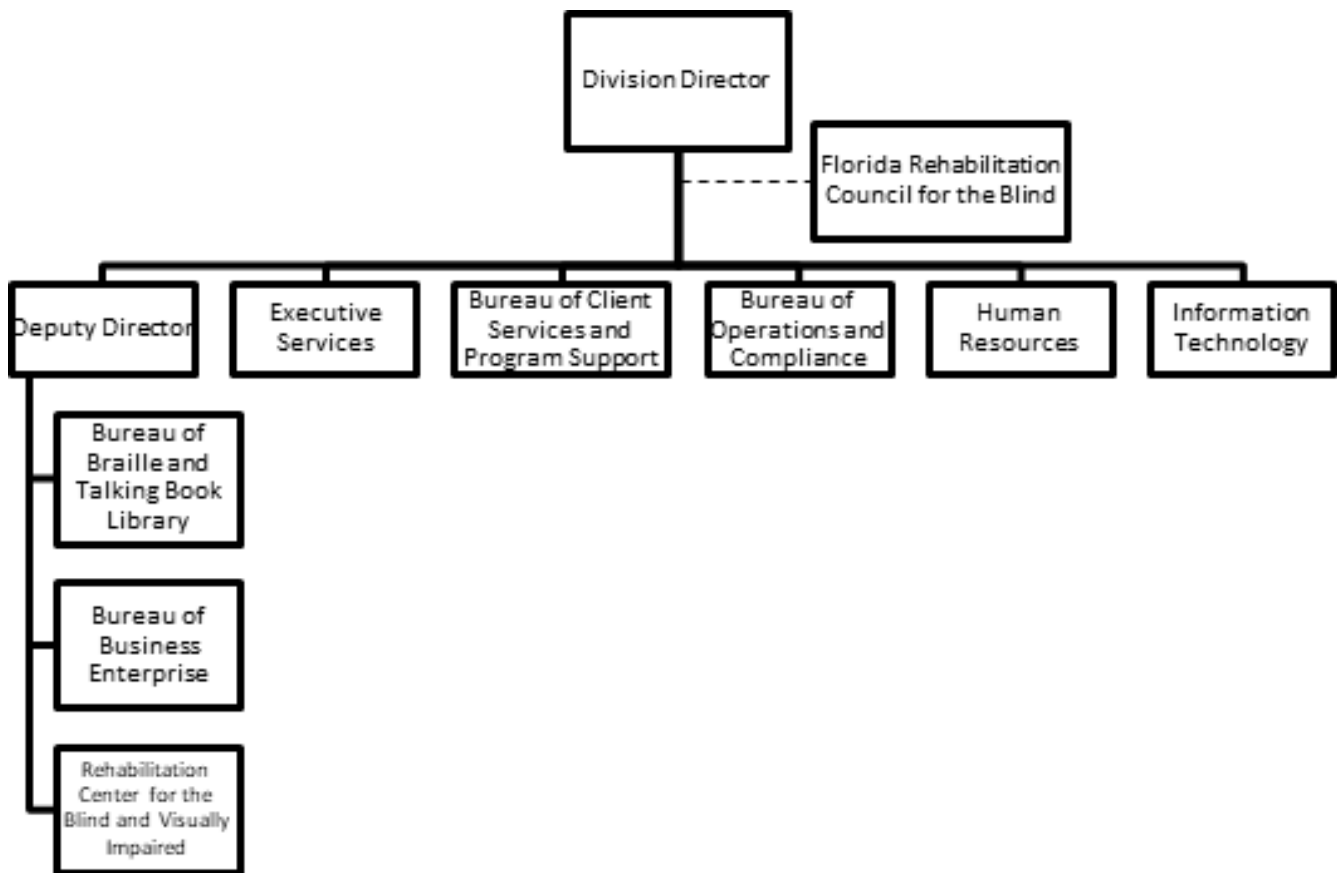 Division Director
Florida Rehabilitation
Council for the Blind
Deputy Director
Executive
Services
Bureau of Client
Services and
Program Support
Bureau of
Operations and
Compliance
Human
Resources
Information
Technology
Bureau of
Braille and
Talking Book
Library
Bureau of
Business
Enterprise
Rehabilitation
Center for the
Blind and Visually
Impaired